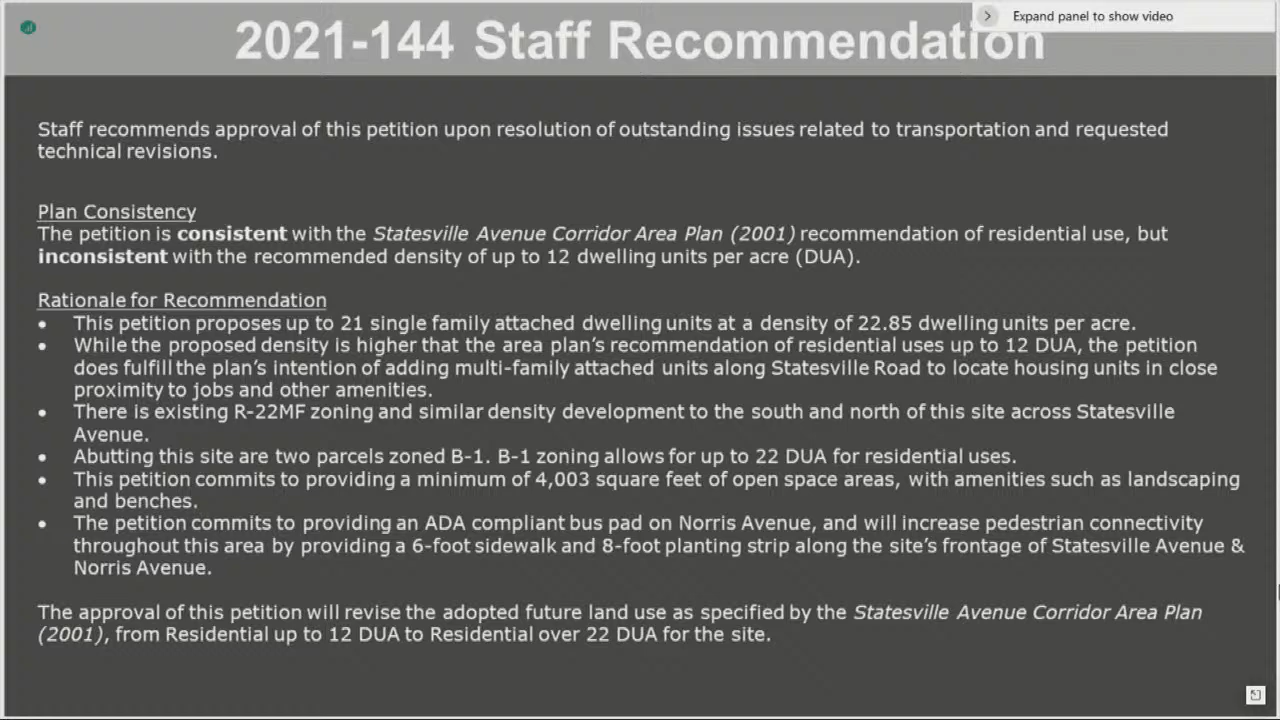 Expand panel to show video
2021-144 Staff Recommendation
Staff recommends approval of this petition upon resolution of outstanding issues related to transportation and requested
technical revisions.
Plan Consistency
The petition is consistent with the Statesville Avenue Corridor Area Plan (2001) recommendation of residential use, but
inconsistent with the recommended density of up to 12 dwelling units per acre (DUA).
Rationale for Recommendation
• This petition proposes up to 21 single family attached dwelling units at a density of 22.85 dwelling units per acre.
• While the proposed density is higher that the area plan’s recommendation of residential uses up to 12 DUA, the petition
does fulfill the plan’s intention of adding multi-family attached units along Statesville Road to locate housing units in close
proximity to jobs and other amenities.
• There is existing R-22MF zoning and similar density development to the south and north of this site across Statesville
Avenue.
• Abutting this site are two parcels zoned B-1. B-1 zoning allows for up to 22 DUA for residential uses.
• This petition commits to providing a minimum of 4,003 square feet of open space areas, with amenities such as landscaping
and benches.
• The petition commits to providing an ADA compliant bus pad on Norris Avenue, and will increase pedestrian connectivity
throughout this area by providing a 6-foot sidewalk and 8-foot planting strip along the site’s frontage of Statesville Avenue &
Norris Avenue.
The approval of this petition will revise the adopted future land use as specified by the Statesville Avenue Corridor Area Plan
(2001), from Residential up to 12 DUA to Residential over 22 DUA for the site.